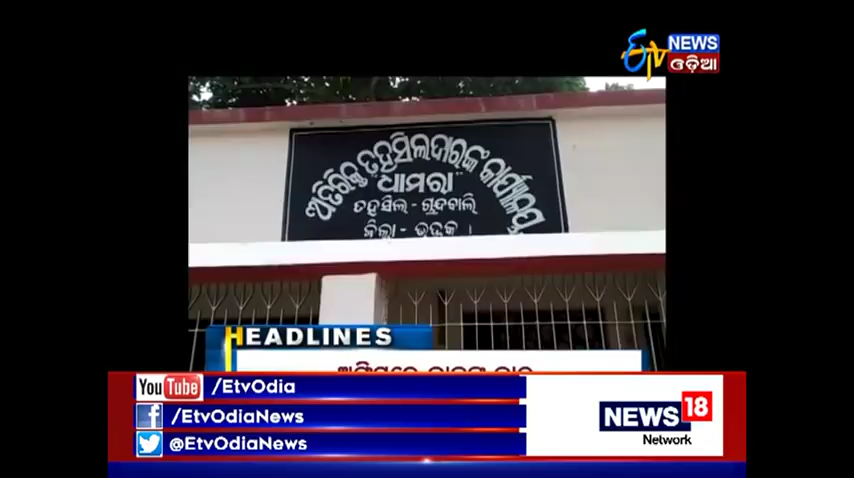 ETV NEWS
ଓଡ଼ିଆ
ଅତିରିକ୍ତ ତହସିଲଦାରଙ୍କ କାର୍ଯ୍ୟାଳୟ
ଧାମରା
ତହସିଲ - ଚାନ୍ଦବାଲି
ଜିଲ୍ଲା - ଭଦ୍ରକ ।
HEADLINES
YouTube /EtvOdia
f /EtvOdiaNews
@EtvOdiaNews
NEWS18
Network